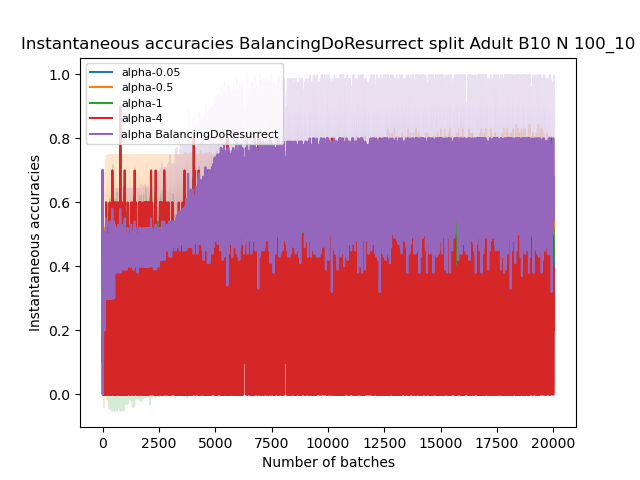 Instantaneous accuracies BalancingDoResurrect split Adult B10 N 100_10
alpha-0.05
alpha-0.5
alpha-1
alpha-4
alpha BalancingDoResurrect
1.0
0.8
0.6
0.4
0.2
0.0
Instantaneous accuracies
0 2500 5000 7500 10000 12500 15000 17500 20000
Number of batches